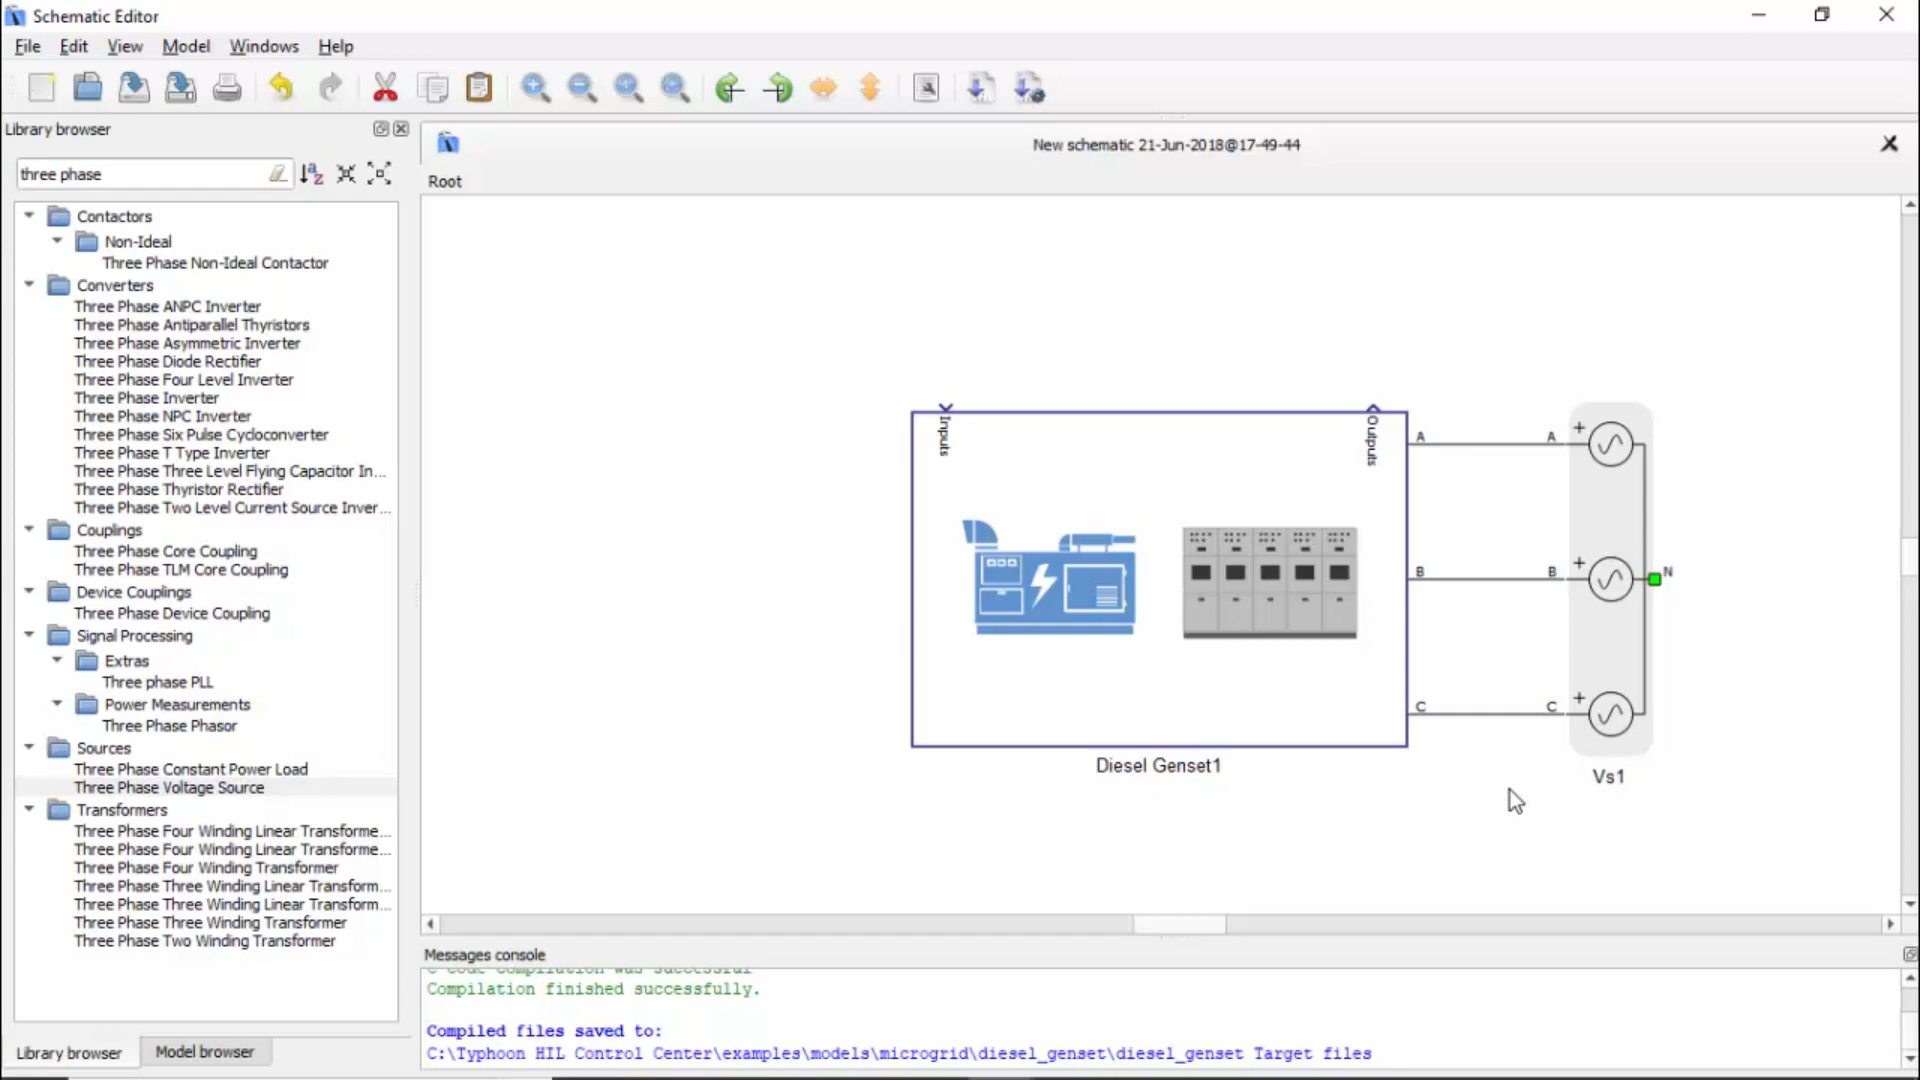 Schematic Editor
File Edit View Model Windows Help
Library browser
three phase
Contactors
Non-Ideal
Three Phase Non-Ideal Contactor
Converters
Three Phase ANPC Inverter
Three Phase Antiparallel Thyristors
Three Phase Asymmetric Inverter
Three Phase Diode Rectifier
Three Phase Four Level Inverter
Three Phase Inverter
Three Phase NPC Inverter
Three Phase Six Pulse Cycloconverter
Three Phase T Type Inverter
Three Phase Three Level Flying Capacitor In...
Three Phase Thyristor Rectifier
Three Phase Two Level Current Source Inver...
Couplings
Three Phase Core Coupling
Three Phase TLM Core Coupling
Device Couplings
Three Phase Device Coupling
Signal Processing
Extras
Three phase PLL
Power Measurements
Three Phase Phasor
Sources
Three Phase Constant Power Load
Three Phase Voltage Source
Transformers
Three Phase Four Winding Linear Transforme...
Three Phase Four Winding Linear Transforme...
Three Phase Four Winding Transformer
Three Phase Three Winding Linear Transform...
Three Phase Three Winding Linear Transform...
Three Phase Three Winding Transformer
Three Phase Two Winding Transformer
Library browser Model browser
New schematic 21-Jun-2018@17-49-44
Root
Inputs
Outputs
A A +
B B + N
C C +
Diesel Genset1
Vs1
Messages console
C code compilation was successful
Compilation finished successfully.
Compiled files saved to:
C:\Typhoon HIL Control Center\examples\models\microgrid\diesel_genset\diesel_genset Target files